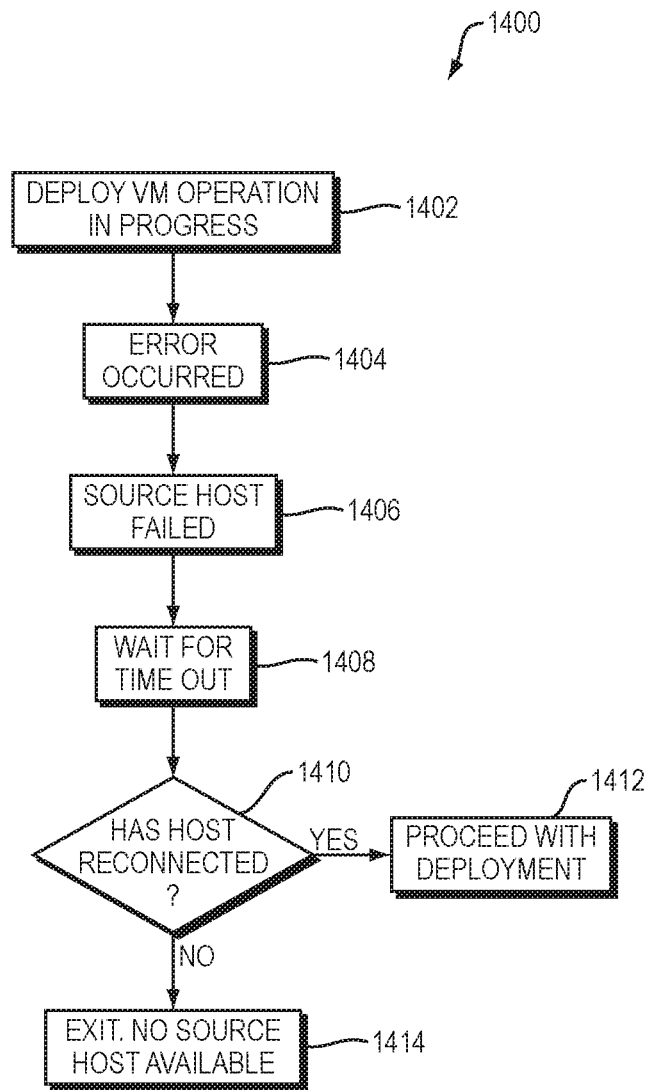 1400
DEPLOY VM OPERATION
IN PROGRESS
1402
ERROR
OCCURRED
1404
SOURCE HOST
FAILED
1406
WAIT FOR
TIME OUT
1408
1410
HAS HOST
RECONNECTED
?
YES
1412
PROCEED WITH
DEPLOYMENT
NO
EXIT. NO SOURCE
HOST AVAILABLE
1414